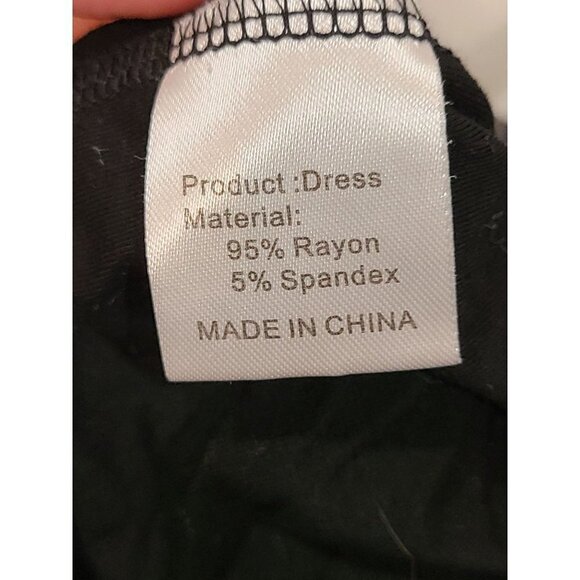 Product :Dress
Material:
95% Rayon
5% Spandex
MADE IN CHINA